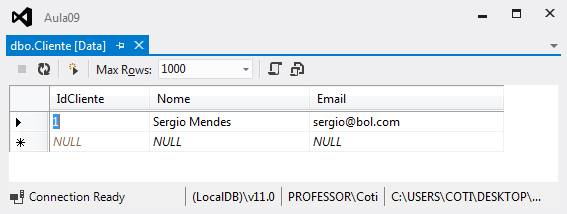 Aula09
dbo.Cliente [Data]
Max Rows: 1000
IdCliente Nome Email
1 Sergio Mendes sergio@bol.com
NULL NULL NULL
Connection Ready (LocalDB)\v11.0 PROFESSOR\Coti C:\USERS\COTI\DESKTOP\...